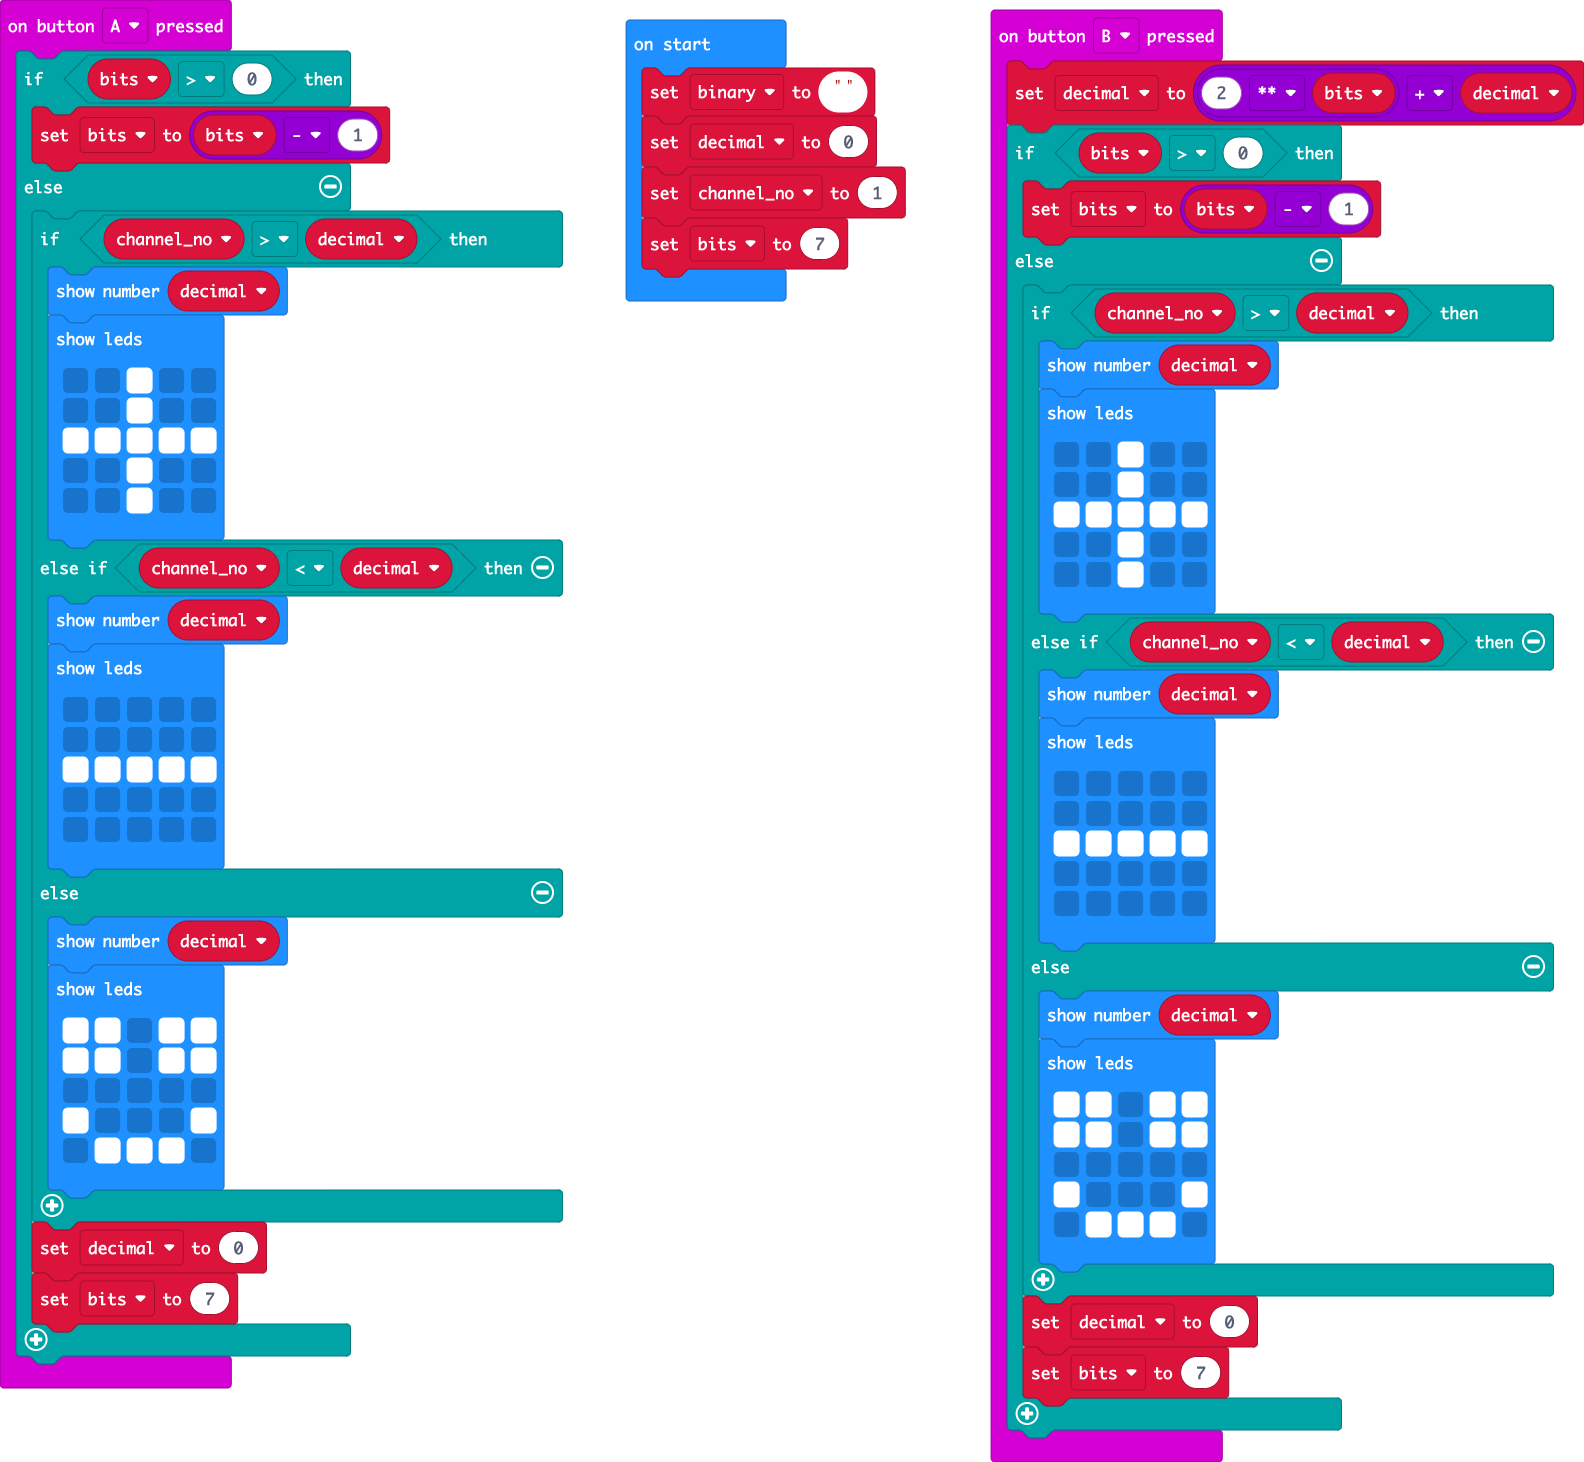 on button A pressed
if bits > 0 then
set bits to bits - 1
else
if channel_no > decimal then
show number decimal
show leds
else if channel_no < decimal then
show number decimal
show leds
else
show number decimal
show leds
set decimal to 0
set bits to 7
on start
set binary to " "
set decimal to 0
set channel_no to 1
set bits to 7
on button B pressed
set decimal to 2 ** bits + decimal
if bits > 0 then
set bits to bits - 1
else
if channel_no > decimal then
show number decimal
show leds
else if channel_no < decimal then
show number decimal
show leds
else
show number decimal
show leds
set decimal to 0
set bits to 7